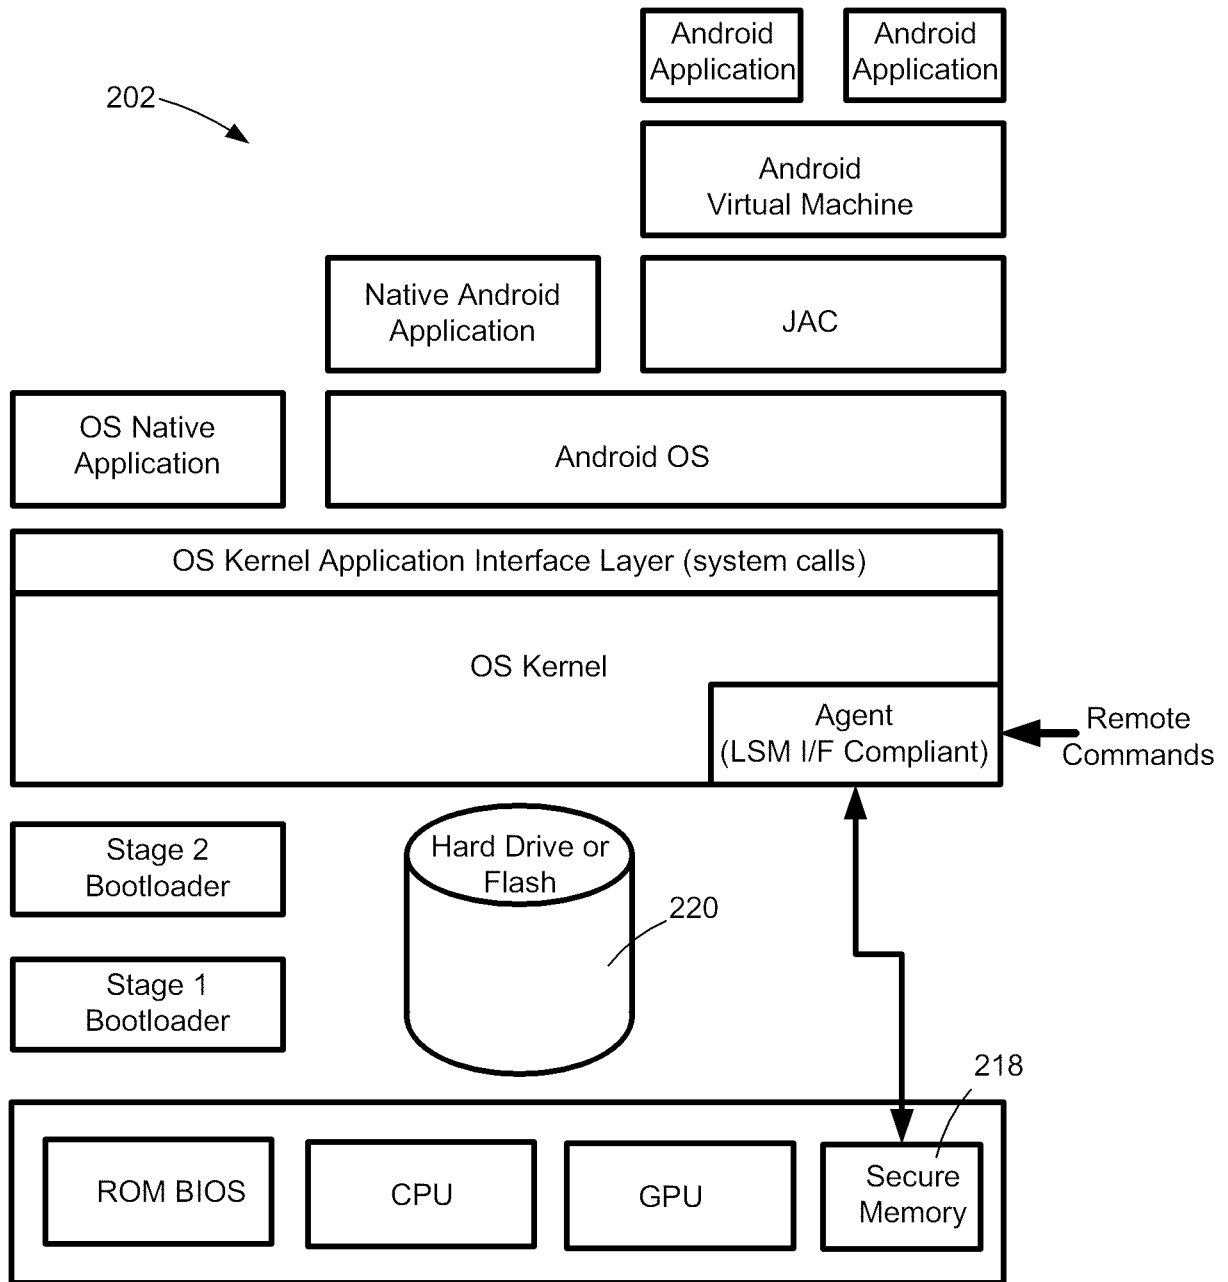 Android
Application
Android
Application
202
Android
Virtual Machine
Native Android
Application
JAC
OS Native
Application
Android OS
OS Kernel Application Interface Layer (system calls)
OS Kernel
Agent
(LSM I/F Compliant)
Remote
Commands
Stage 2
Bootloader
Hard Drive or
Flash
220
Stage 1
Bootloader
218
ROM BIOS
CPU
GPU
Secure
Memory